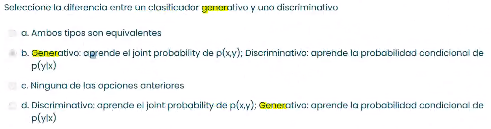 Seleccione la diferencia entre un clasificador generativo y uno discriminativo
a. Ambos tipos son equivalentes
b. Generativo: aprende el joint probability de p(x,y); Discriminativo: aprende la probabilidad condicional de
p(y|x)
c. Ninguna de las opciones anteriores
d. Discriminativo: aprende el joint probability de p(x,y); Generativo: aprende la probabilidad condicional de
p(y|x)